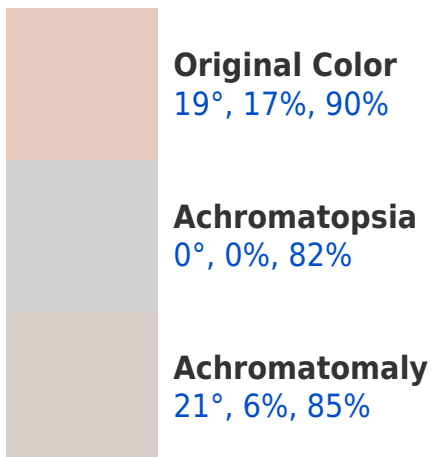 Original Color
19°, 17%, 90%
Achromatopsia
0°, 0%, 82%
Achromatomaly
21°, 6%, 85%